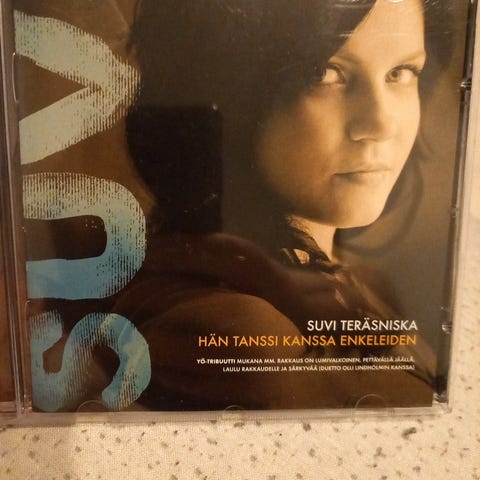 SUV
SUVI TERÄSNISKA
HÄN TANSSI KANSSA ENKELEIDEN
YÖ-TRIBUUTTI MUKANA MM. RAKKAUS ON LUMIVALKOINEN, PETTÄVÄLLÄ JÄÄLLÄ,
LAULU RAKKAUDELLE JA SÄRKYVÄÄ (DUETTO OLLI LINDHOLMIN KANSSA)